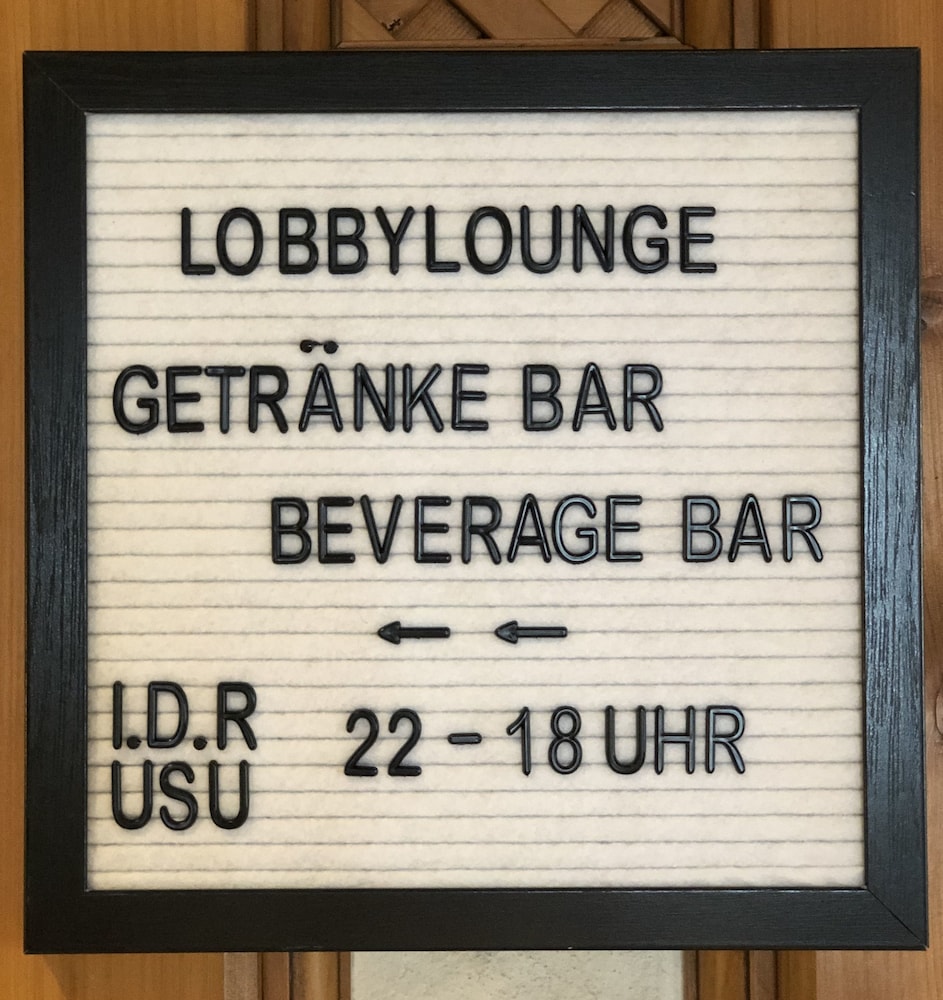 LOBBYLOUNGE
GETRÄNKE BAR
BEVERAGE BAR
← ←
I.D.R
22 - 18 UHR
USU